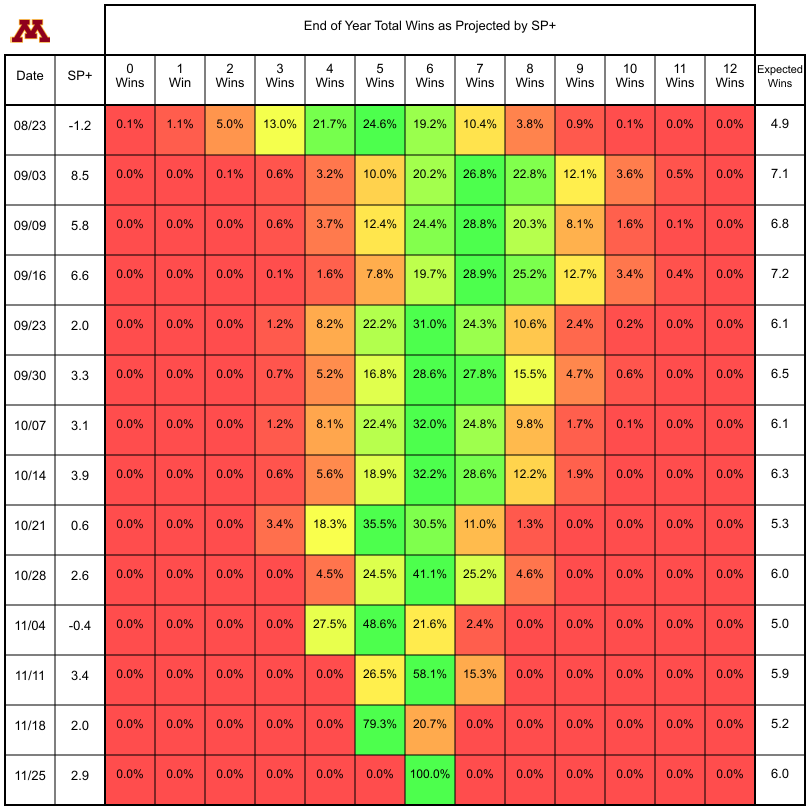 M
End of Year Total Wins as Projected by SP+
Date SP+ 0 Wins 1 Win 2 Wins 3 Wins 4 Wins 5 Wins 6 Wins 7 Wins 8 Wins 9 Wins 10 Wins 11 Wins 12 Wins Expected Wins
08/23 -1.2 0.1% 1.1% 5.0% 13.0% 21.7% 24.6% 19.2% 10.4% 3.8% 0.9% 0.1% 0.0% 0.0% 4.9
09/03 8.5 0.0% 0.0% 0.1% 0.6% 3.2% 10.0% 20.2% 26.8% 22.8% 12.1% 3.6% 0.5% 0.0% 7.1
09/09 5.8 0.0% 0.0% 0.0% 0.6% 3.7% 12.4% 24.4% 28.8% 20.3% 8.1% 1.6% 0.1% 0.0% 6.8
09/16 6.6 0.0% 0.0% 0.0% 0.1% 1.6% 7.8% 19.7% 28.9% 25.2% 12.7% 3.4% 0.4% 0.0% 7.2
09/23 2.0 0.0% 0.0% 0.0% 1.2% 8.2% 22.2% 31.0% 24.3% 10.6% 2.4% 0.2% 0.0% 0.0% 6.1
09/30 3.3 0.0% 0.0% 0.0% 0.7% 5.2% 16.8% 28.6% 27.8% 15.5% 4.7% 0.6% 0.0% 0.0% 6.5
10/07 3.1 0.0% 0.0% 0.0% 1.2% 8.1% 22.4% 32.0% 24.8% 9.8% 1.7% 0.1% 0.0% 0.0% 6.1
10/14 3.9 0.0% 0.0% 0.0% 0.6% 5.6% 18.9% 32.2% 28.6% 12.2% 1.9% 0.0% 0.0% 0.0% 6.3
10/21 0.6 0.0% 0.0% 0.0% 3.4% 18.3% 35.5% 30.5% 11.0% 1.3% 0.0% 0.0% 0.0% 0.0% 5.3
10/28 2.6 0.0% 0.0% 0.0% 0.0% 4.5% 24.5% 41.1% 25.2% 4.6% 0.0% 0.0% 0.0% 0.0% 6.0
11/04 -0.4 0.0% 0.0% 0.0% 0.0% 27.5% 48.6% 21.6% 2.4% 0.0% 0.0% 0.0% 0.0% 0.0% 5.0
11/11 3.4 0.0% 0.0% 0.0% 0.0% 0.0% 26.5% 58.1% 15.3% 0.0% 0.0% 0.0% 0.0% 0.0% 5.9
11/18 2.0 0.0% 0.0% 0.0% 0.0% 0.0% 79.3% 20.7% 0.0% 0.0% 0.0% 0.0% 0.0% 0.0% 5.2
11/25 2.9 0.0% 0.0% 0.0% 0.0% 0.0% 0.0% 100.0% 0.0% 0.0% 0.0% 0.0% 0.0% 0.0% 6.0